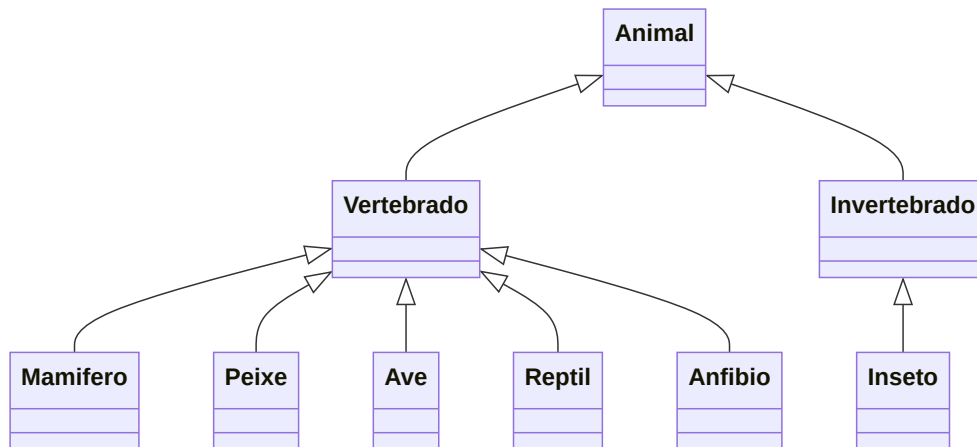 Animal
Vertebrado
Invertebrado
Mamifero
Peixe
Ave
Reptil
Anfibio
Inseto